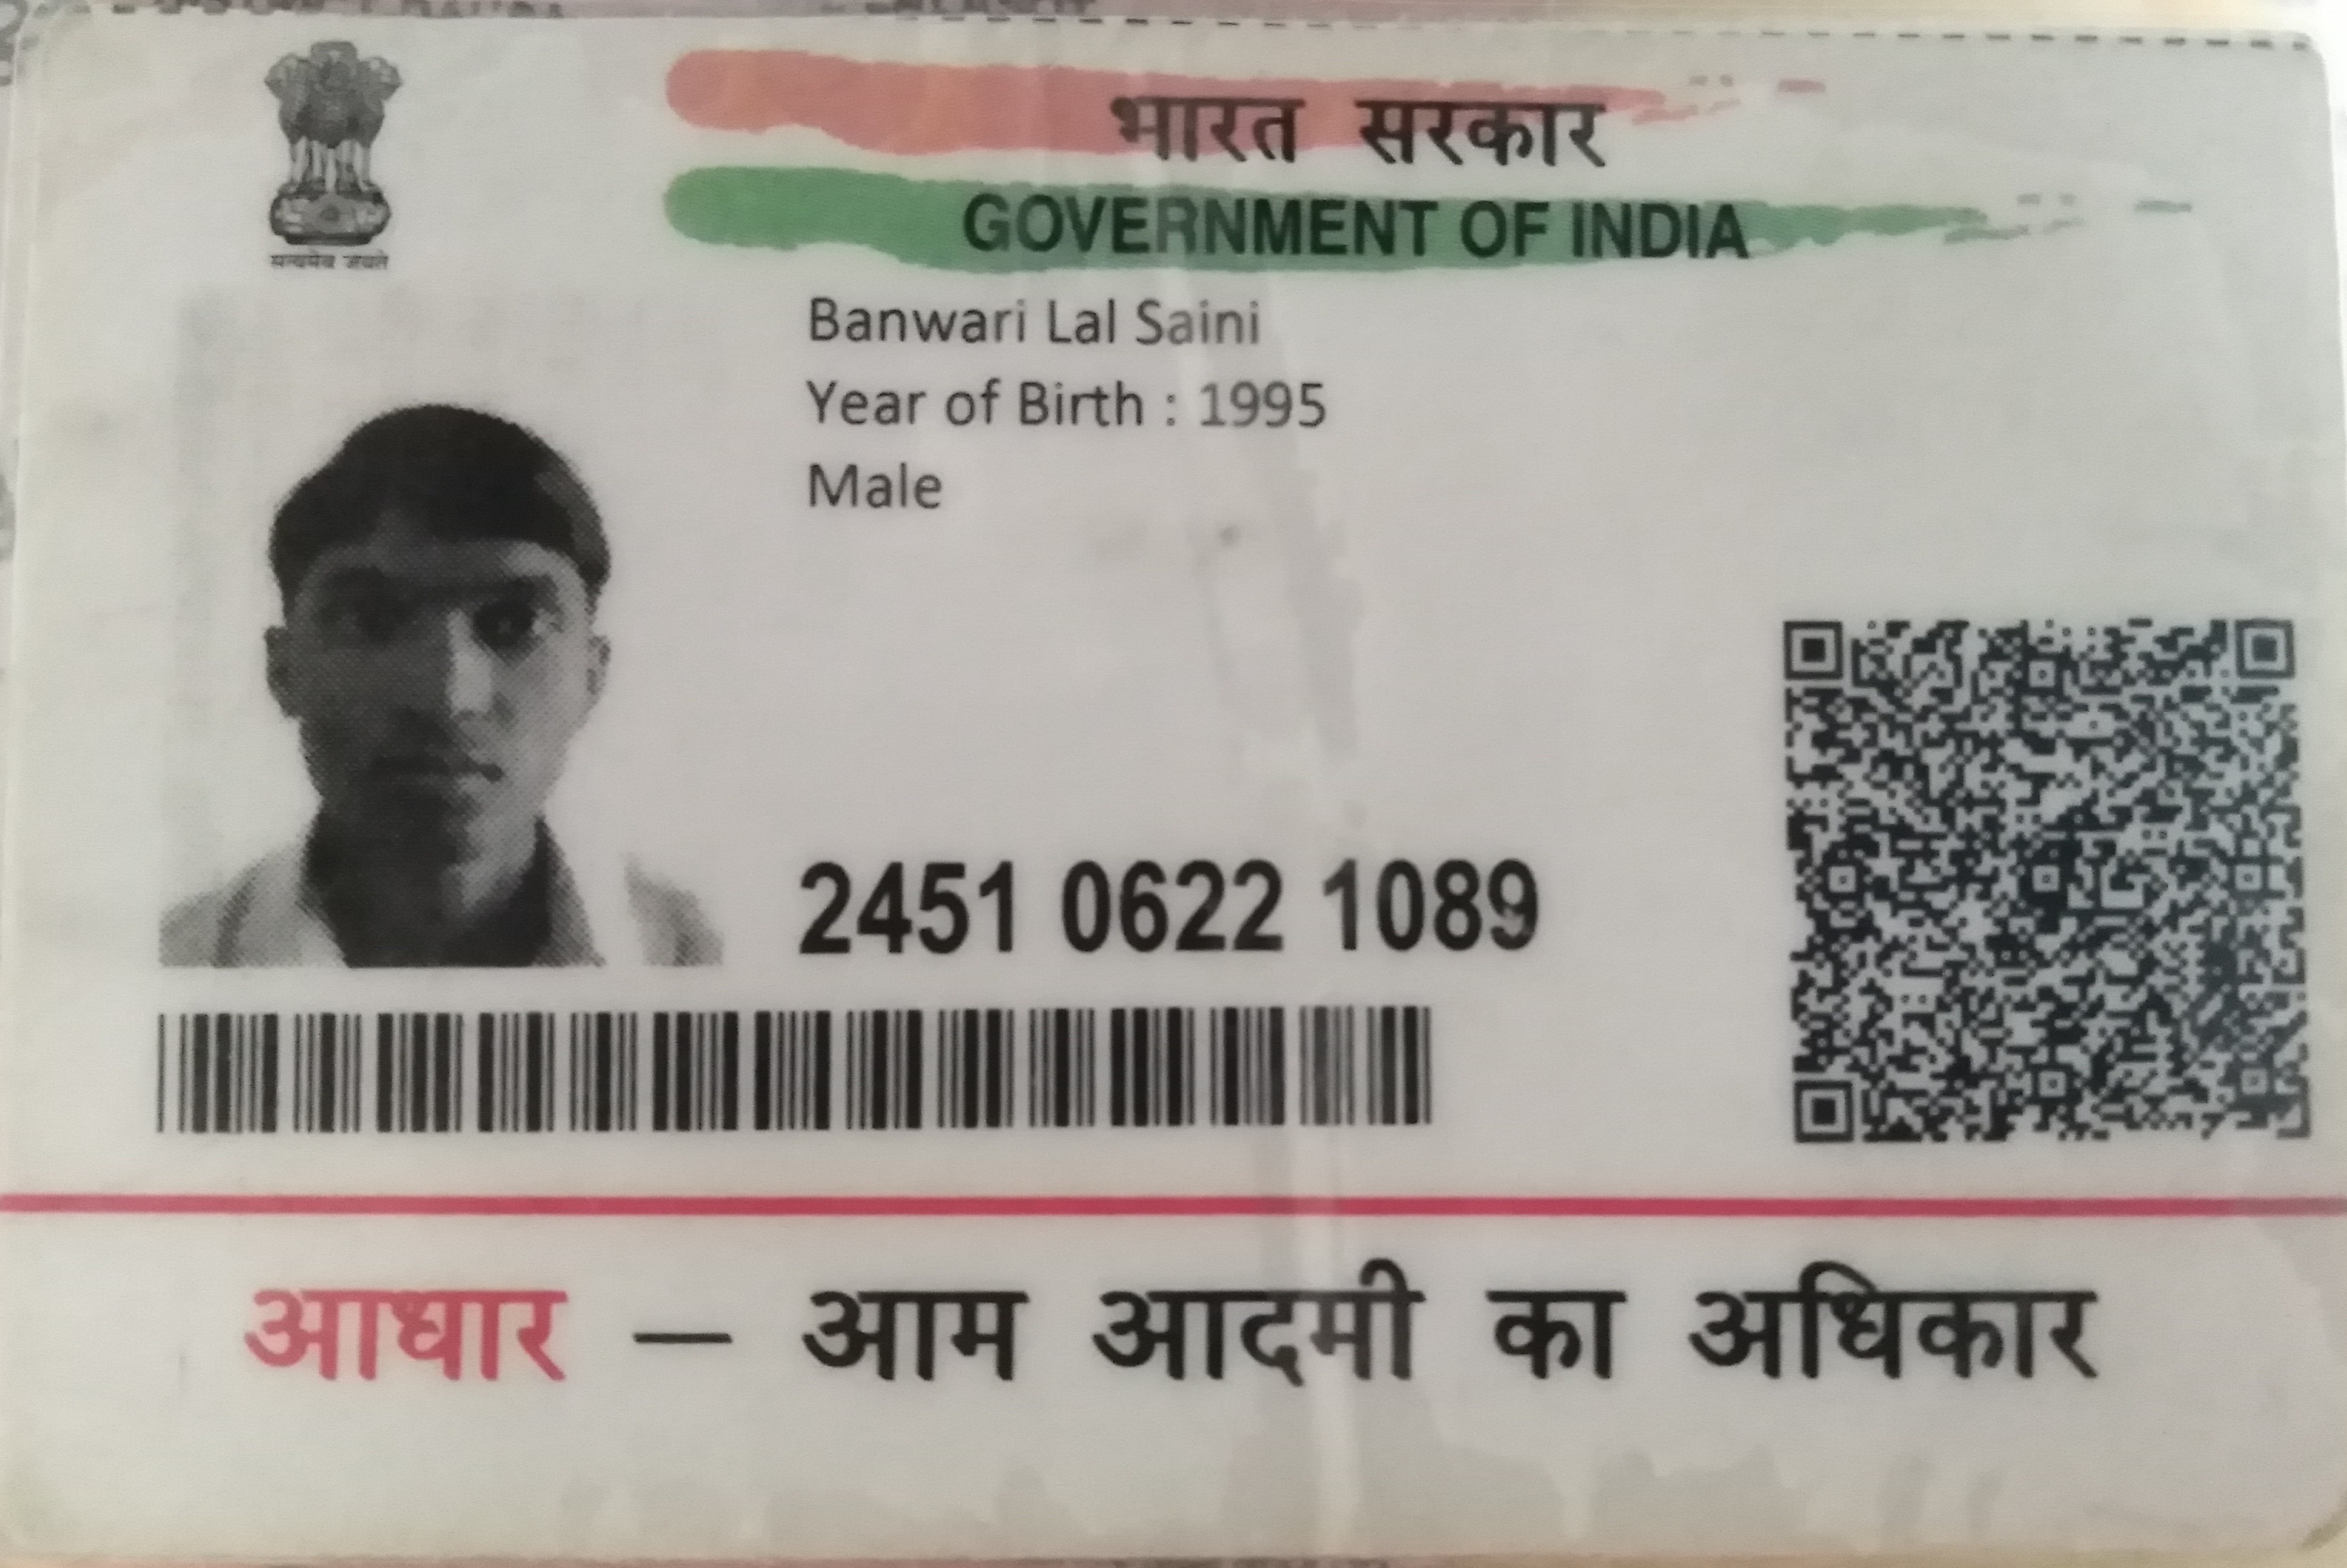 भारत सरकार
GOVERNMENT OF INDIA
सत्यमेव जयते
Banwari Lal Saini
Year of Birth : 1995
Male
2451 0622 1089
आधार — आम आदमी का अधिकार